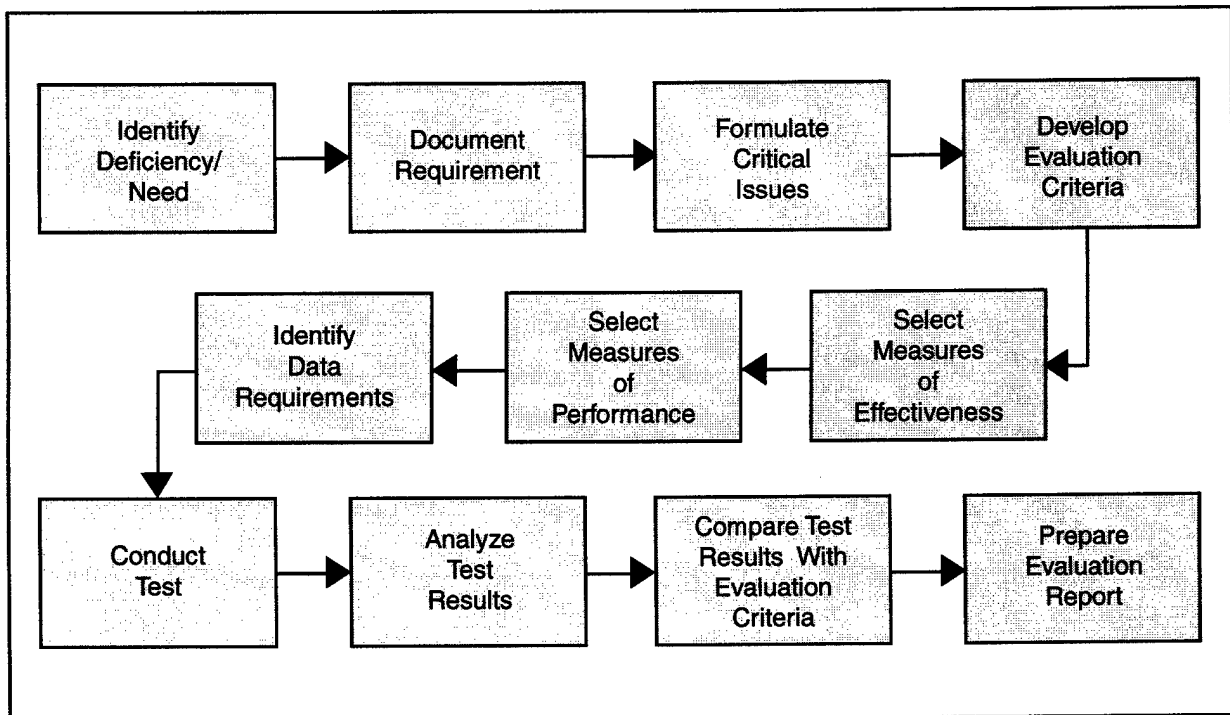 Identify
Deficiency/
Need
Document
Requirement
Formulate
Critical
Issues
Develop
Evaluation
Criteria
Select
Measures
of
Effectiveness
Select
Measures
of
Performance
Identify
Data
Requirements
Conduct
Test
Analyze
Test
Results
Compare Test
Results With
Evaluation
Criteria
Prepare
Evaluation
Report